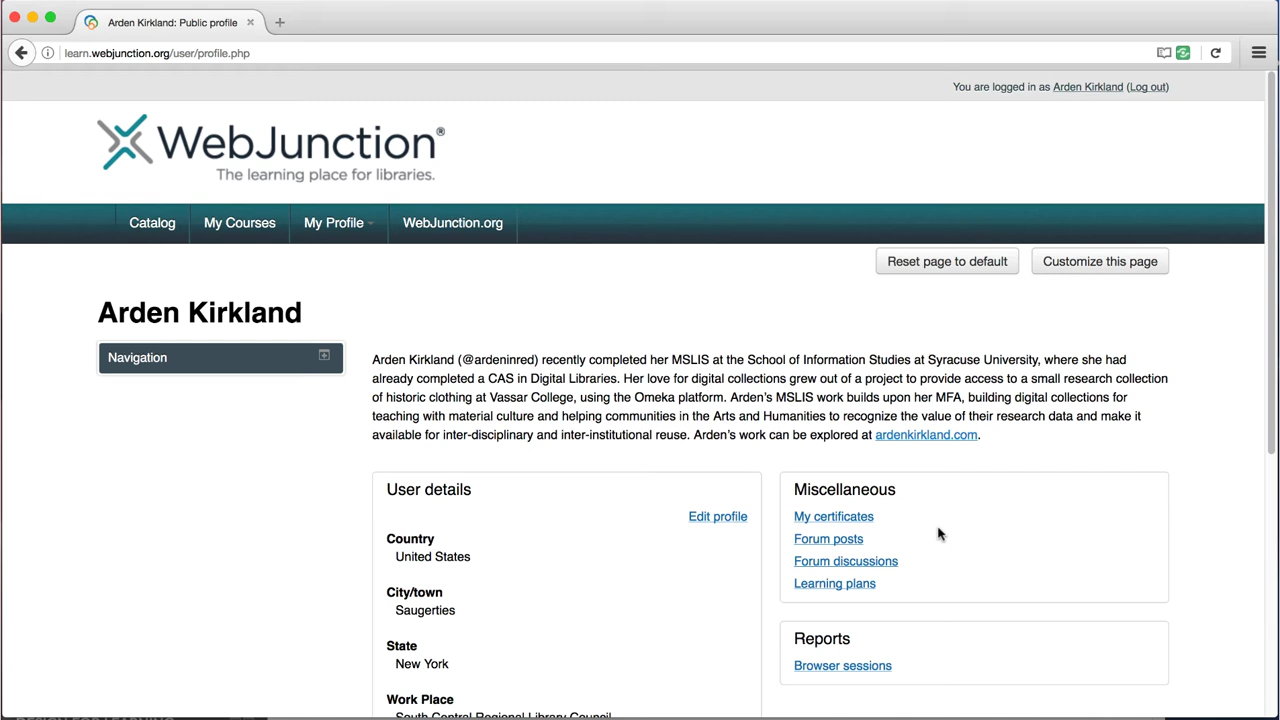 Arden Kirkland: Public profile
learn.webjunction.org/user/profile.php
You are logged in as Arden Kirkland (Log out)
WebJunction®
The learning place for libraries.
Catalog My Courses My Profile WebJunction.org
Reset page to default Customize this page
Arden Kirkland
Navigation
Arden Kirkland (@ardeninred) recently completed her MSLIS at the School of Information Studies at Syracuse University, where she had
already completed a CAS in Digital Libraries. Her love for digital collections grew out of a project to provide access to a small research collection
of historic clothing at Vassar College, using the Omeka platform. Arden's MSLIS work builds upon her MFA, building digital collections for
teaching with material culture and helping communities in the Arts and Humanities to recognize the value of their research data and make it
available for inter-disciplinary and inter-institutional reuse. Arden's work can be explored at ardenkirkland.com.
User details
Edit profile
Country
United States
City/town
Saugerties
State
New York
Work Place
South Central Regional Library Council
Miscellaneous
My certificates
Forum posts
Forum discussions
Learning plans
Reports
Browser sessions